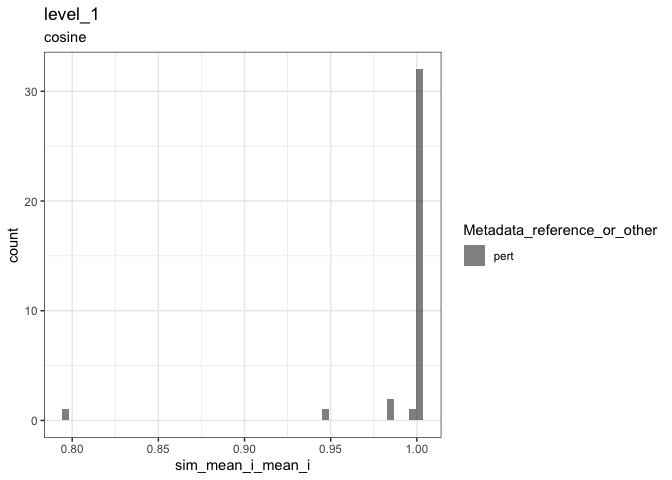 level_1
cosine
30
20
10
0
count
0.80
0.85
0.90
0.95
1.00
sim_mean_i_mean_i
Metadata_reference_or_other
pert